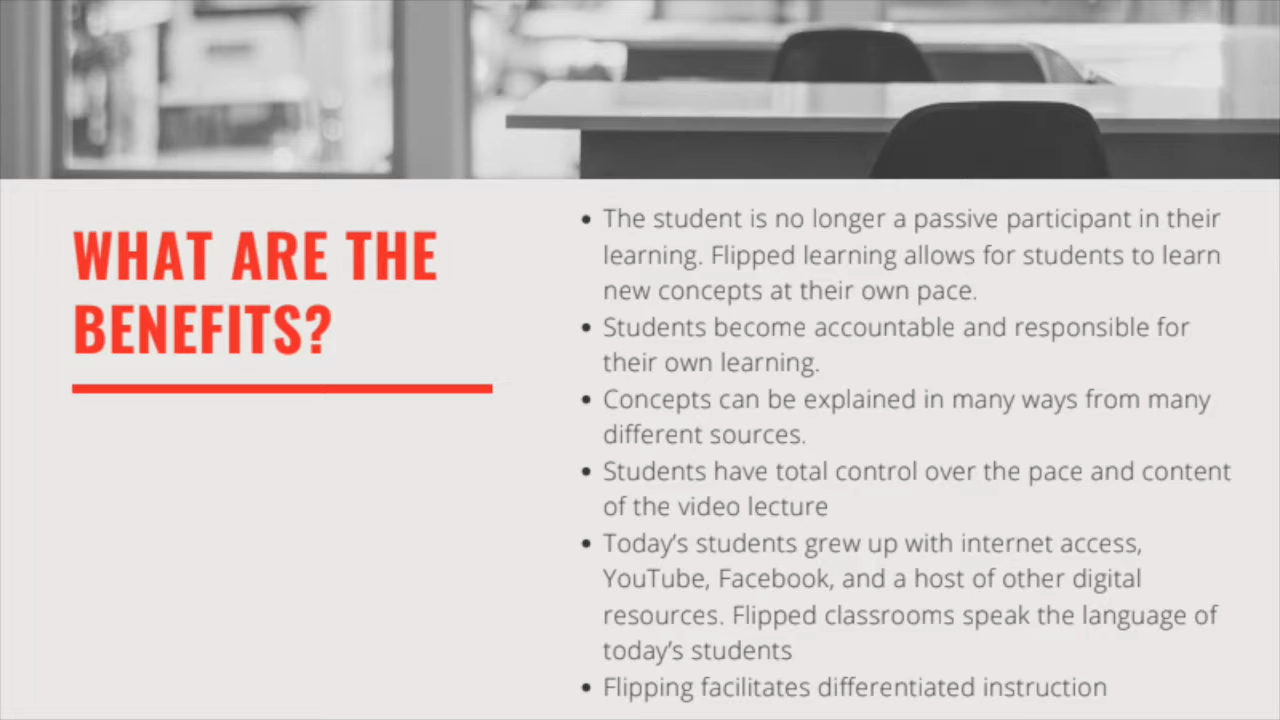 WHAT ARE THE
BENEFITS?
• The student is no longer a passive participant in their
learning. Flipped learning allows for students to learn
new concepts at their own pace.
• Students become accountable and responsible for
their own learning.
• Concepts can be explained in many ways from many
different sources.
• Students have total control over the pace and content
of the video lecture
• Today’s students grew up with internet access,
YouTube, Facebook, and a host of other digital
resources. Flipped classrooms speak the language of
today’s students
• Flipping facilitates differentiated instruction